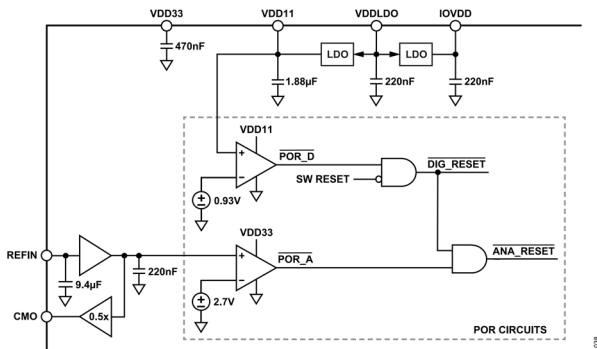 VDD33
VDD11
VDDLDO
IOVDD
470nF
LDO
LDO
1.88µF
220nF
220nF
VDD11
POR_D
DIG_RESET
SW RESET
0.93V
VDD33
REFIN
220nF
POR_A
ANA_RESET
9.4µF
2.7V
CMO
0.5x
POR CIRCUITS